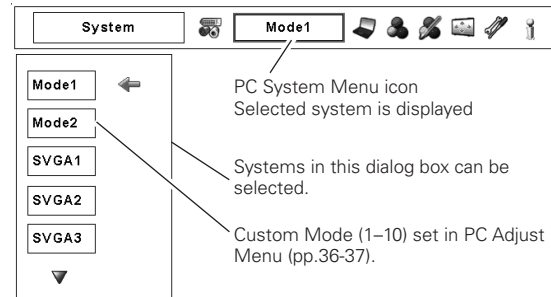 System
Mode1
Mode1
Mode2
SVGA1
SVGA2
SVGA3
PC System Menu icon
Selected system is displayed
Systems in this dialog box can be
selected.
Custom Mode (1–10) set in PC Adjust
Menu (pp.36-37).